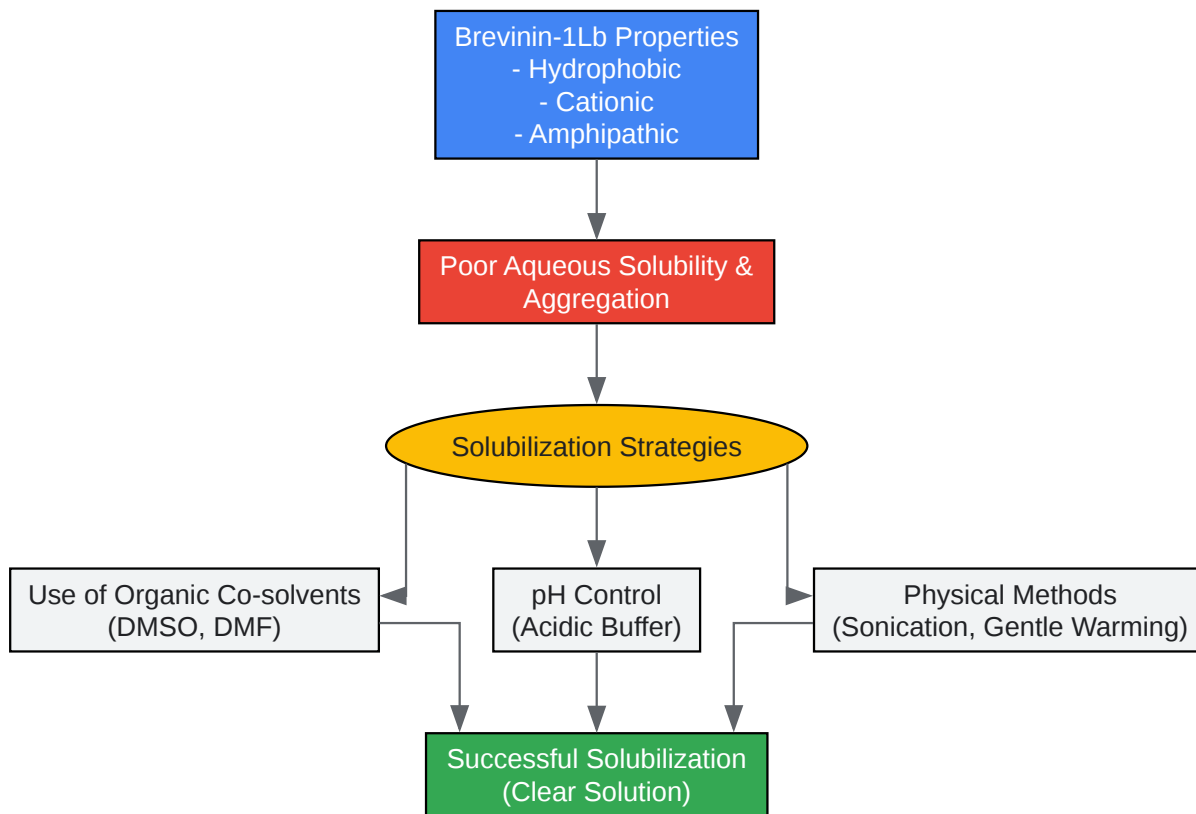 Brevinin-1Lb Properties
- Hydrophobic
- Cationic
- Amphipathic
Poor Aqueous Solubility &
Aggregation
Solubilization Strategies
Use of Organic Co-solvents
(DMSO, DMF)
pH Control
(Acidic Buffer)
Physical Methods
(Sonication, Gentle Warming)
Successful Solubilization
(Clear Solution)